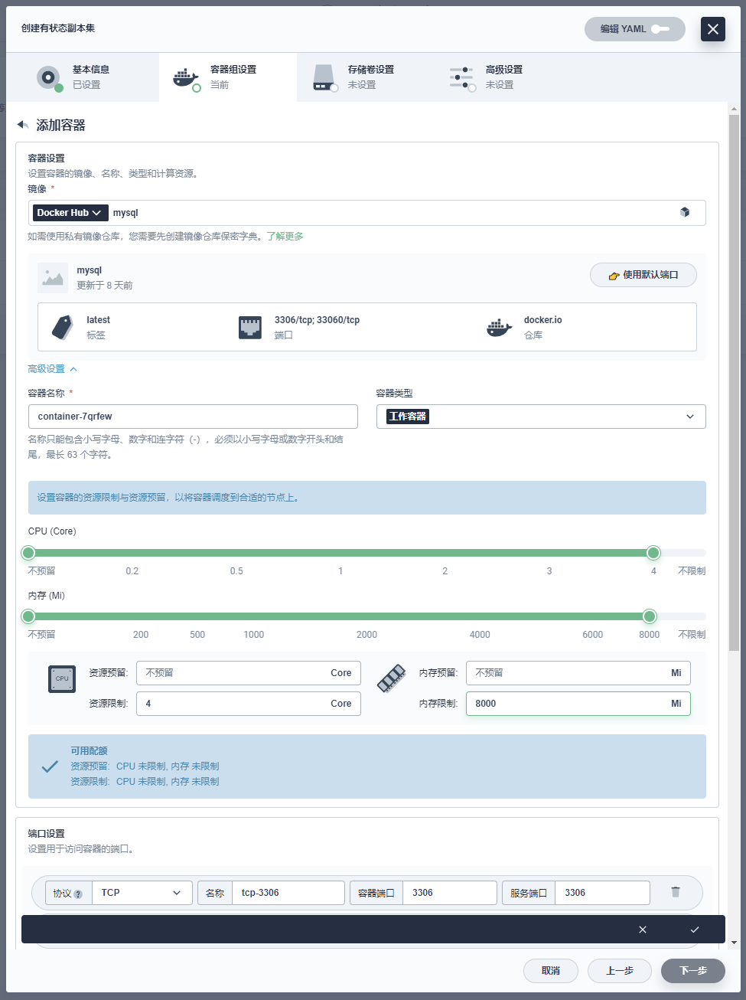 创建有状态副本集
编辑 YAML
基本信息
已设置
容器组设置
当前
存储卷设置
未设置
高级设置
未设置
添加容器
容器设置
设置容器的镜像、名称、类型和计算资源。
镜像 *
Docker Hub mysql
如需使用私有镜像仓库，您需要先创建镜像仓库保密字典。了解更多
mysql
更新于 8 天前
使用默认端口
latest
标签
3306/tcp; 33060/tcp
端口
docker.io
仓库
高级设置
容器名称 *
container-7qrfew
名称只能包含小写字母、数字和连字符（-），必须以小写字母或数字开头和结
尾，最长 63 个字符。
容器类型
工作容器
设置容器的资源限制与资源预留，以将容器调度到合适的节点上。
CPU (Core)
不预留 0.2 0.5 1 2 3 4 不限制
内存 (Mi)
不预留 200 500 1000 2000 4000 6000 8000 不限制
CPU
资源预留: 不预留 Core
资源限制: 4 Core
内存预留: 不预留 Mi
内存限制: 8000 Mi
可用配额
资源预留: CPU 未限制, 内存 未限制
资源限制: CPU 未限制, 内存 未限制
端口设置
设置用于访问容器的端口。
协议 ? TCP 名称 tcp-3306 容器端口 3306 服务端口 3306
取消 上一步 下一步